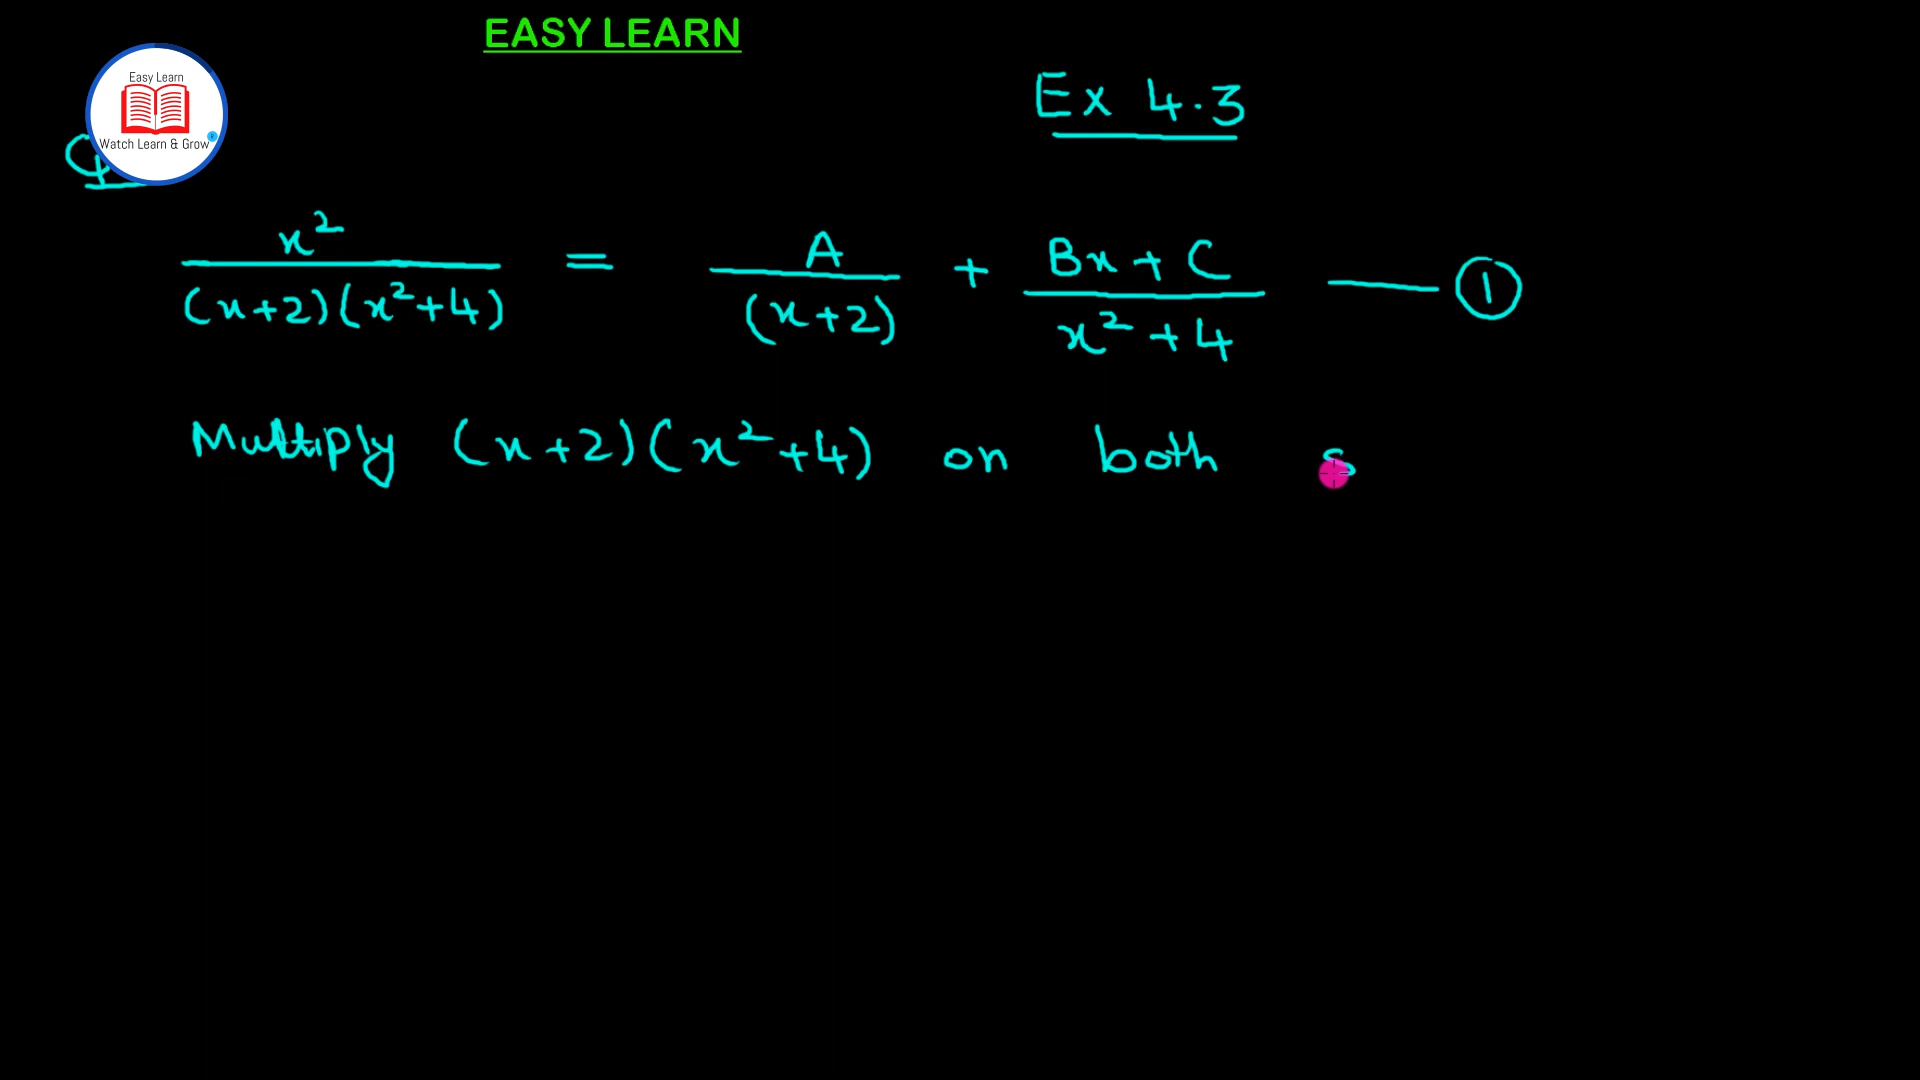 EASY LEARN
Easy Learn
Watch Learn & Grow
Ex 4.3
Q
x² / (x+2)(x²+4) = A / (x+2) + Bx + C / x² + 4 —— ①
Multiply (x+2)(x²+4) on both s